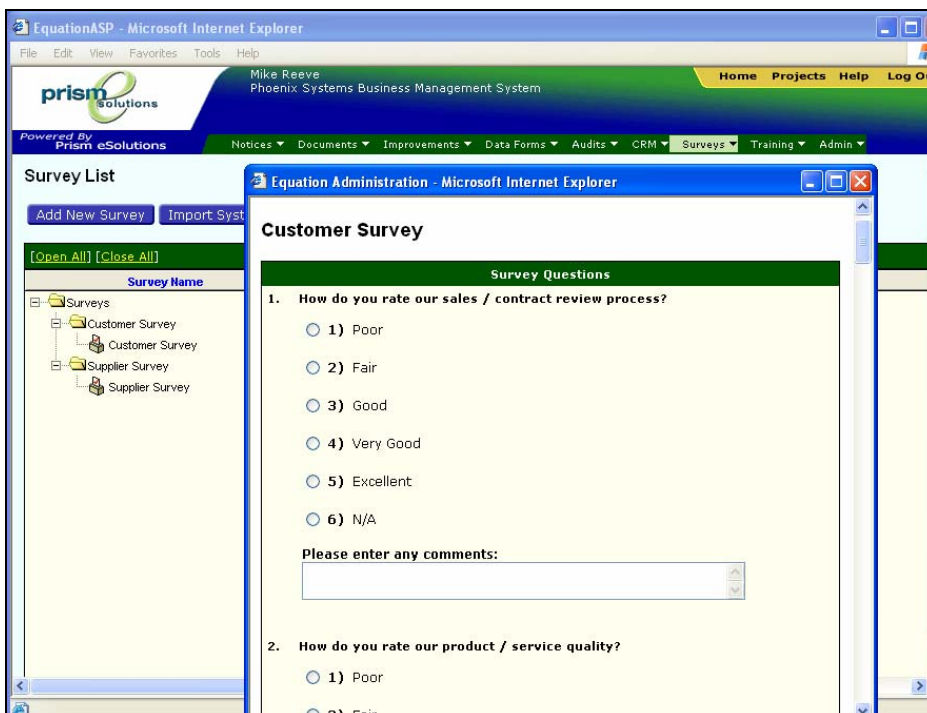 EquationASP - Microsoft Internet Explorer
File Edit View Favorites Tools Help
prism solutions
Mike Reeve
Phoenix Systems Business Management System
Home Projects Help Log
Powered By
Prism eSolutions
Notices Documents Improvements Data Forms Audits CRM Surveys Training Admin
Survey List
Add New Survey Import Syst
[Open All] [Close All]
Survey Name
Surveys
Customer Survey
Customer Survey
Supplier Survey
Supplier Survey
Equation Administration - Microsoft Internet Explorer
Customer Survey
Survey Questions
1. How do you rate our sales / contract review process?
1) Poor
2) Fair
3) Good
4) Very Good
5) Excellent
6) N/A
Please enter any comments:
2. How do you rate our product / service quality?
1) Poor